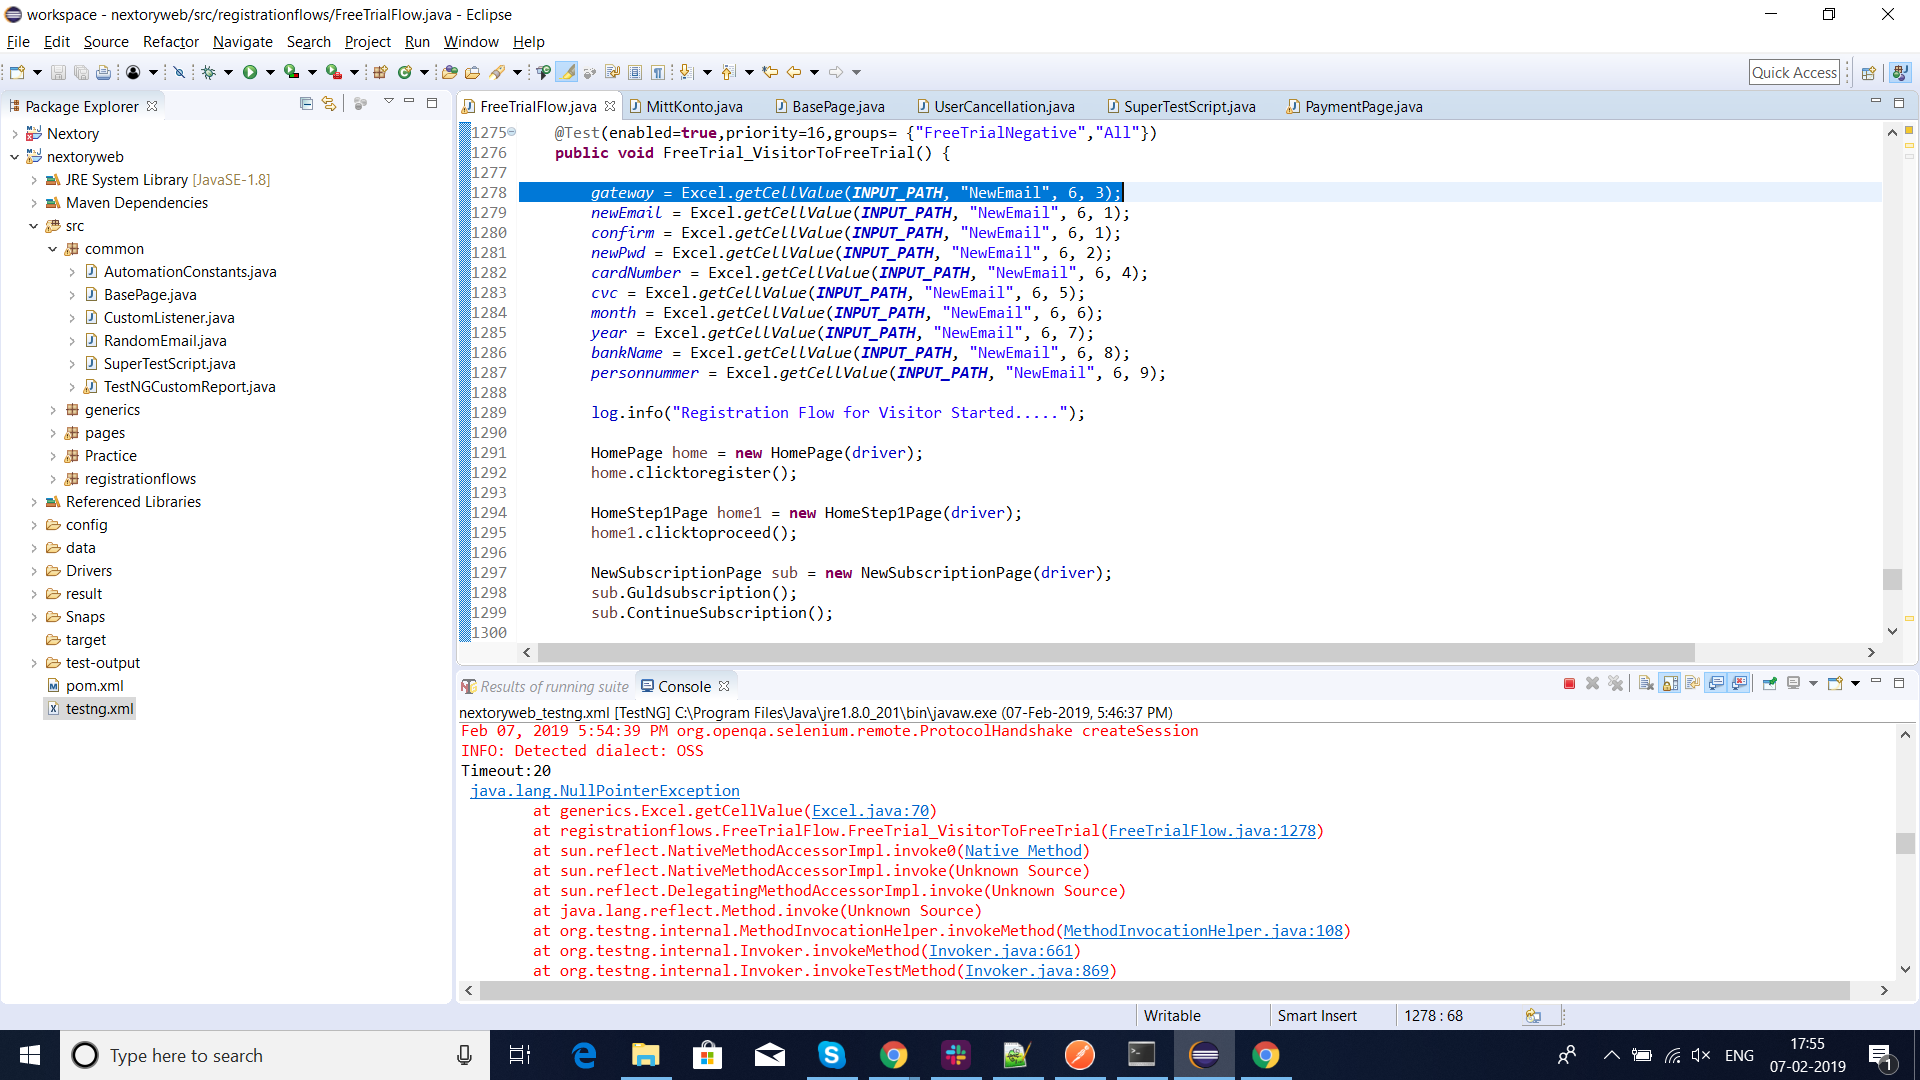 workspace - nextoryweb/src/registrationflows/FreeTrialFlow.java - Eclipse
File Edit Source Refactor Navigate Search Project Run Window Help
Quick Access
Package Explorer
Nextory
nextoryweb
JRE System Library [JavaSE-1.8]
Maven Dependencies
src
common
AutomationConstants.java
BasePage.java
CustomListener.java
RandomEmail.java
SuperTestScript.java
TestNGCustomReport.java
generics
pages
Practice
registrationflows
Referenced Libraries
config
data
Drivers
result
Snaps
target
test-output
pom.xml
testng.xml
FreeTrialFlow.java MittKonto.java BasePage.java UserCancellation.java SuperTestScript.java PaymentPage.java
1275 @Test(enabled=true,priority=16,groups= {"FreeTrialNegative","All"})
1276 public void FreeTrial_VisitorToFreeTrial() {
1277
1278 gateway = Excel.getCellValue(INPUT_PATH, "NewEmail", 6, 3);
1279 newEmail = Excel.getCellValue(INPUT_PATH, "NewEmail", 6, 1);
1280 confirm = Excel.getCellValue(INPUT_PATH, "NewEmail", 6, 1);
1281 newPwd = Excel.getCellValue(INPUT_PATH, "NewEmail", 6, 2);
1282 cardNumber = Excel.getCellValue(INPUT_PATH, "NewEmail", 6, 4);
1283 cvc = Excel.getCellValue(INPUT_PATH, "NewEmail", 6, 5);
1284 month = Excel.getCellValue(INPUT_PATH, "NewEmail", 6, 6);
1285 year = Excel.getCellValue(INPUT_PATH, "NewEmail", 6, 7);
1286 bankName = Excel.getCellValue(INPUT_PATH, "NewEmail", 6, 8);
1287 personnummer = Excel.getCellValue(INPUT_PATH, "NewEmail", 6, 9);
1288
1289 log.info("Registration Flow for Visitor Started.....");
1290
1291 HomePage home = new HomePage(driver);
1292 home.clicktoregister();
1293
1294 HomeStep1Page home1 = new HomeStep1Page(driver);
1295 home1.clicktoproceed();
1296
1297 NewSubscriptionPage sub = new NewSubscriptionPage(driver);
1298 sub.Guldsubscription();
1299 sub.ContinueSubscription();
1300
Results of running suite Console
nextoryweb_testng.xml [TestNG] C:\Program Files\Java\jre1.8.0_201\bin\javaw.exe (07-Feb-2019, 5:46:37 PM)
Feb 07, 2019 5:54:39 PM org.openqa.selenium.remote.ProtocolHandshake createSession
INFO: Detected dialect: OSS
Timeout:20
java.lang.NullPointerException
at generics.Excel.getCellValue(Excel.java:70)
at registrationflows.FreeTrialFlow.FreeTrial_VisitorToFreeTrial(FreeTrialFlow.java:1278)
at sun.reflect.NativeMethodAccessorImpl.invoke0(Native Method)
at sun.reflect.NativeMethodAccessorImpl.invoke(Unknown Source)
at sun.reflect.DelegatingMethodAccessorImpl.invoke(Unknown Source)
at java.lang.reflect.Method.invoke(Unknown Source)
at org.testng.internal.MethodInvocationHelper.invokeMethod(MethodInvocationHelper.java:108)
at org.testng.internal.Invoker.invokeMethod(Invoker.java:661)
at org.testng.internal.Invoker.invokeTestMethod(Invoker.java:869)
Writable Smart Insert 1278 : 68
Type here to search
ENG
17:55
07-02-2019
1